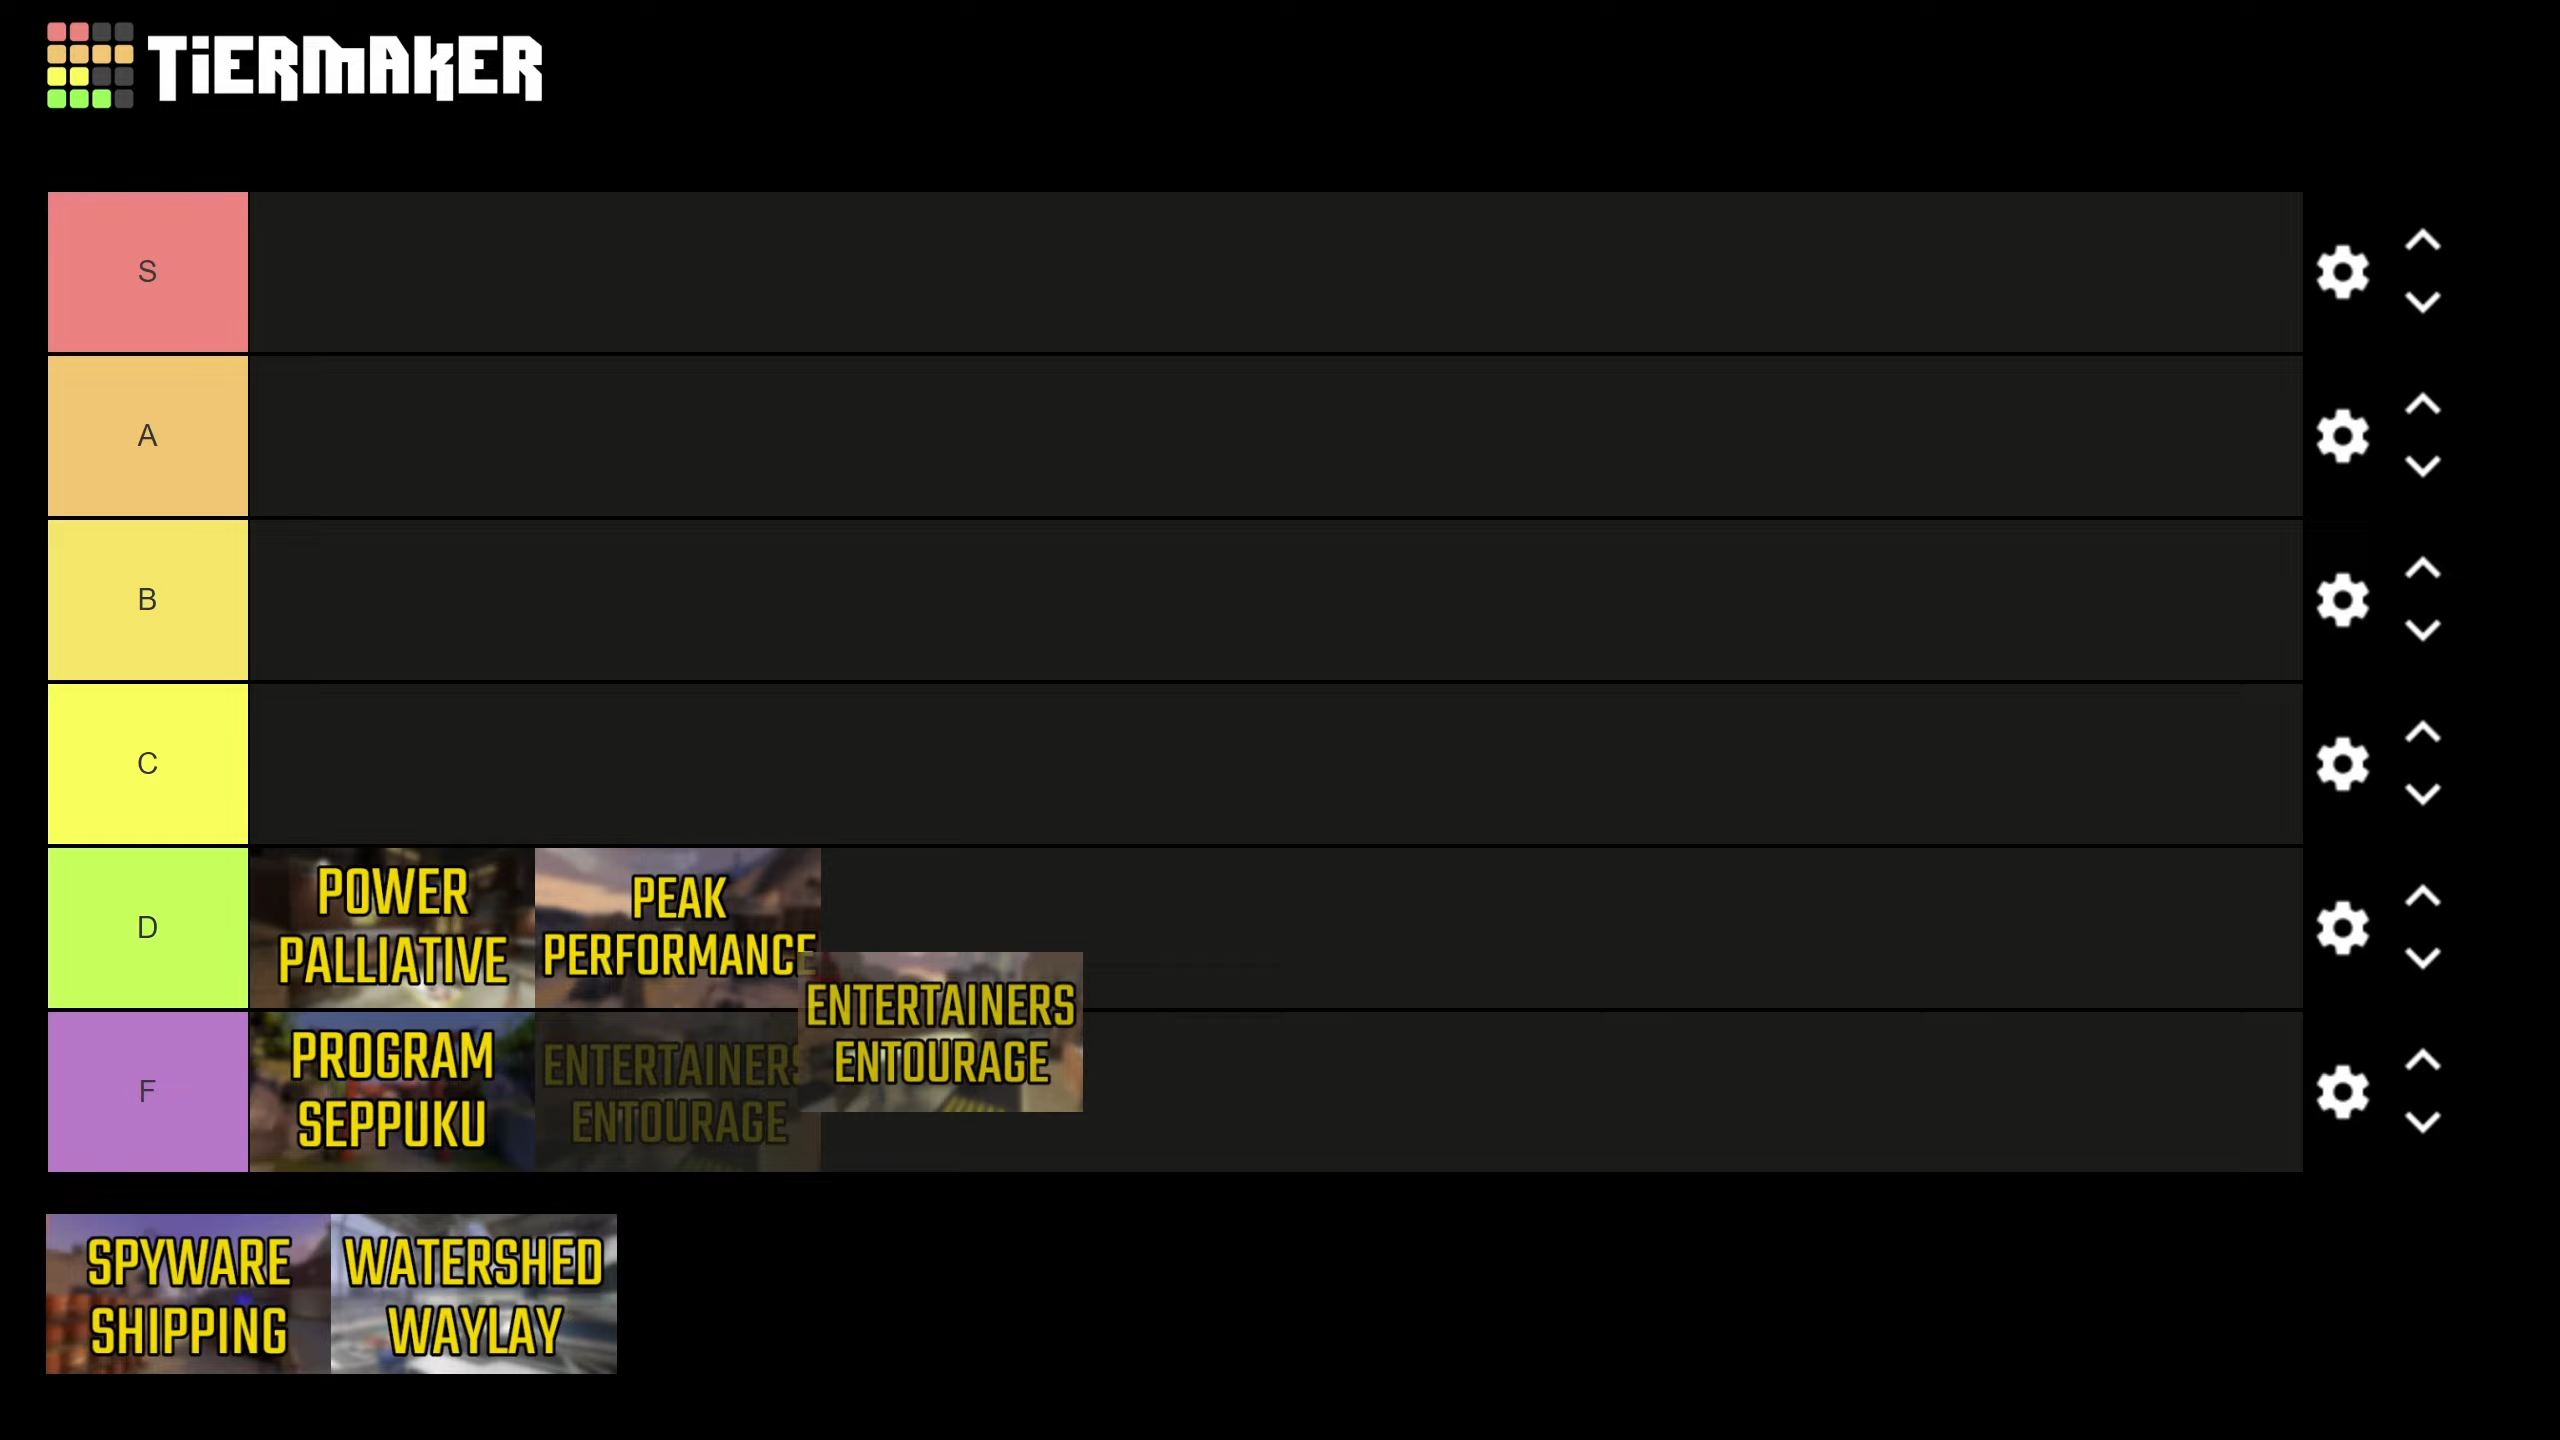 TiERMAKER
S
A
B
C
D
POWER
PALLIATIVE
PEAK
PERFORMANCE
F
PROGRAM
SEPPUKU
ENTERTAINERS
ENTOURAGE
ENTERTAINERS
ENTOURAGE
SPYWARE
SHIPPING
WATERSHED
WAYLAY